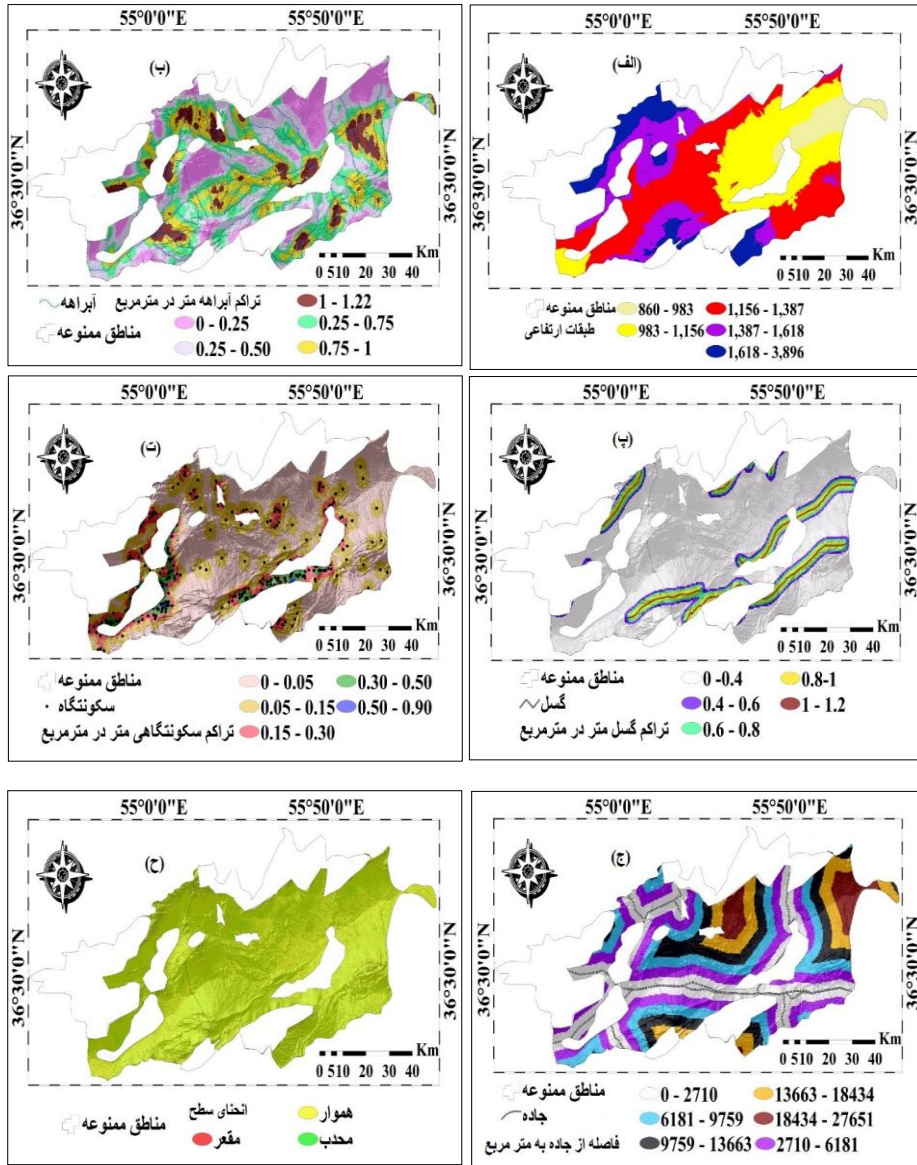 55°0'0"E 55°50'0"E
(الف)
36°30'0"N 36°30'0"N
Km
0 5 10 20 30 40
مناطق ممنوعه 860 - 983 1,156 - 1,387
طبقات ارتفاعی 983 - 1,156 1,387 - 1,618
1,618 - 3,896
55°0'0"E 55°50'0"E
(ب)
36°30'0"N 36°30'0"N
Km
0 5 10 20 30 40
آبراهه تراکم آبراهه متر در مترمربع 1 - 1.22
مناطق ممنوعه 0 - 0.25 0.25 - 0.75
0.25 - 0.50 0.75 - 1
55°0'0"E 55°50'0"E
(پ)
36°30'0"N 36°30'0"N
Km
0 5 10 20 30 40
مناطق ممنوعه 0 -0.4 0.8-1
گسل 0.4 - 0.6 1 - 1.2
تراکم گسل متر در مترمربع 0.6 - 0.8
55°0'0"E 55°50'0"E
(ت)
36°30'0"N 36°30'0"N
Km
0 5 10 20 30 40
مناطق ممنوعه 0 - 0.05 0.30 - 0.50
سکونتگاه 0.05 - 0.15 0.50 - 0.90
تراکم سکونتگاهی متر در مترمربع 0.15 - 0.30
55°0'0"E 55°50'0"E
(ج)
36°30'0"N 36°30'0"N
Km
0 5 10 20 30 40
مناطق ممنوعه 0 - 2710 13663 - 18434
جاده 6181 - 9759 18434 - 27651
فاصله از جاده به متر مربع 9759 - 13663 2710 - 6181
55°0'0"E 55°50'0"E
(ح)
36°30'0"N 36°30'0"N
Km
0 5 10 20 30 40
مناطق ممنوعه انحنای سطح هموار
مقعر محدب